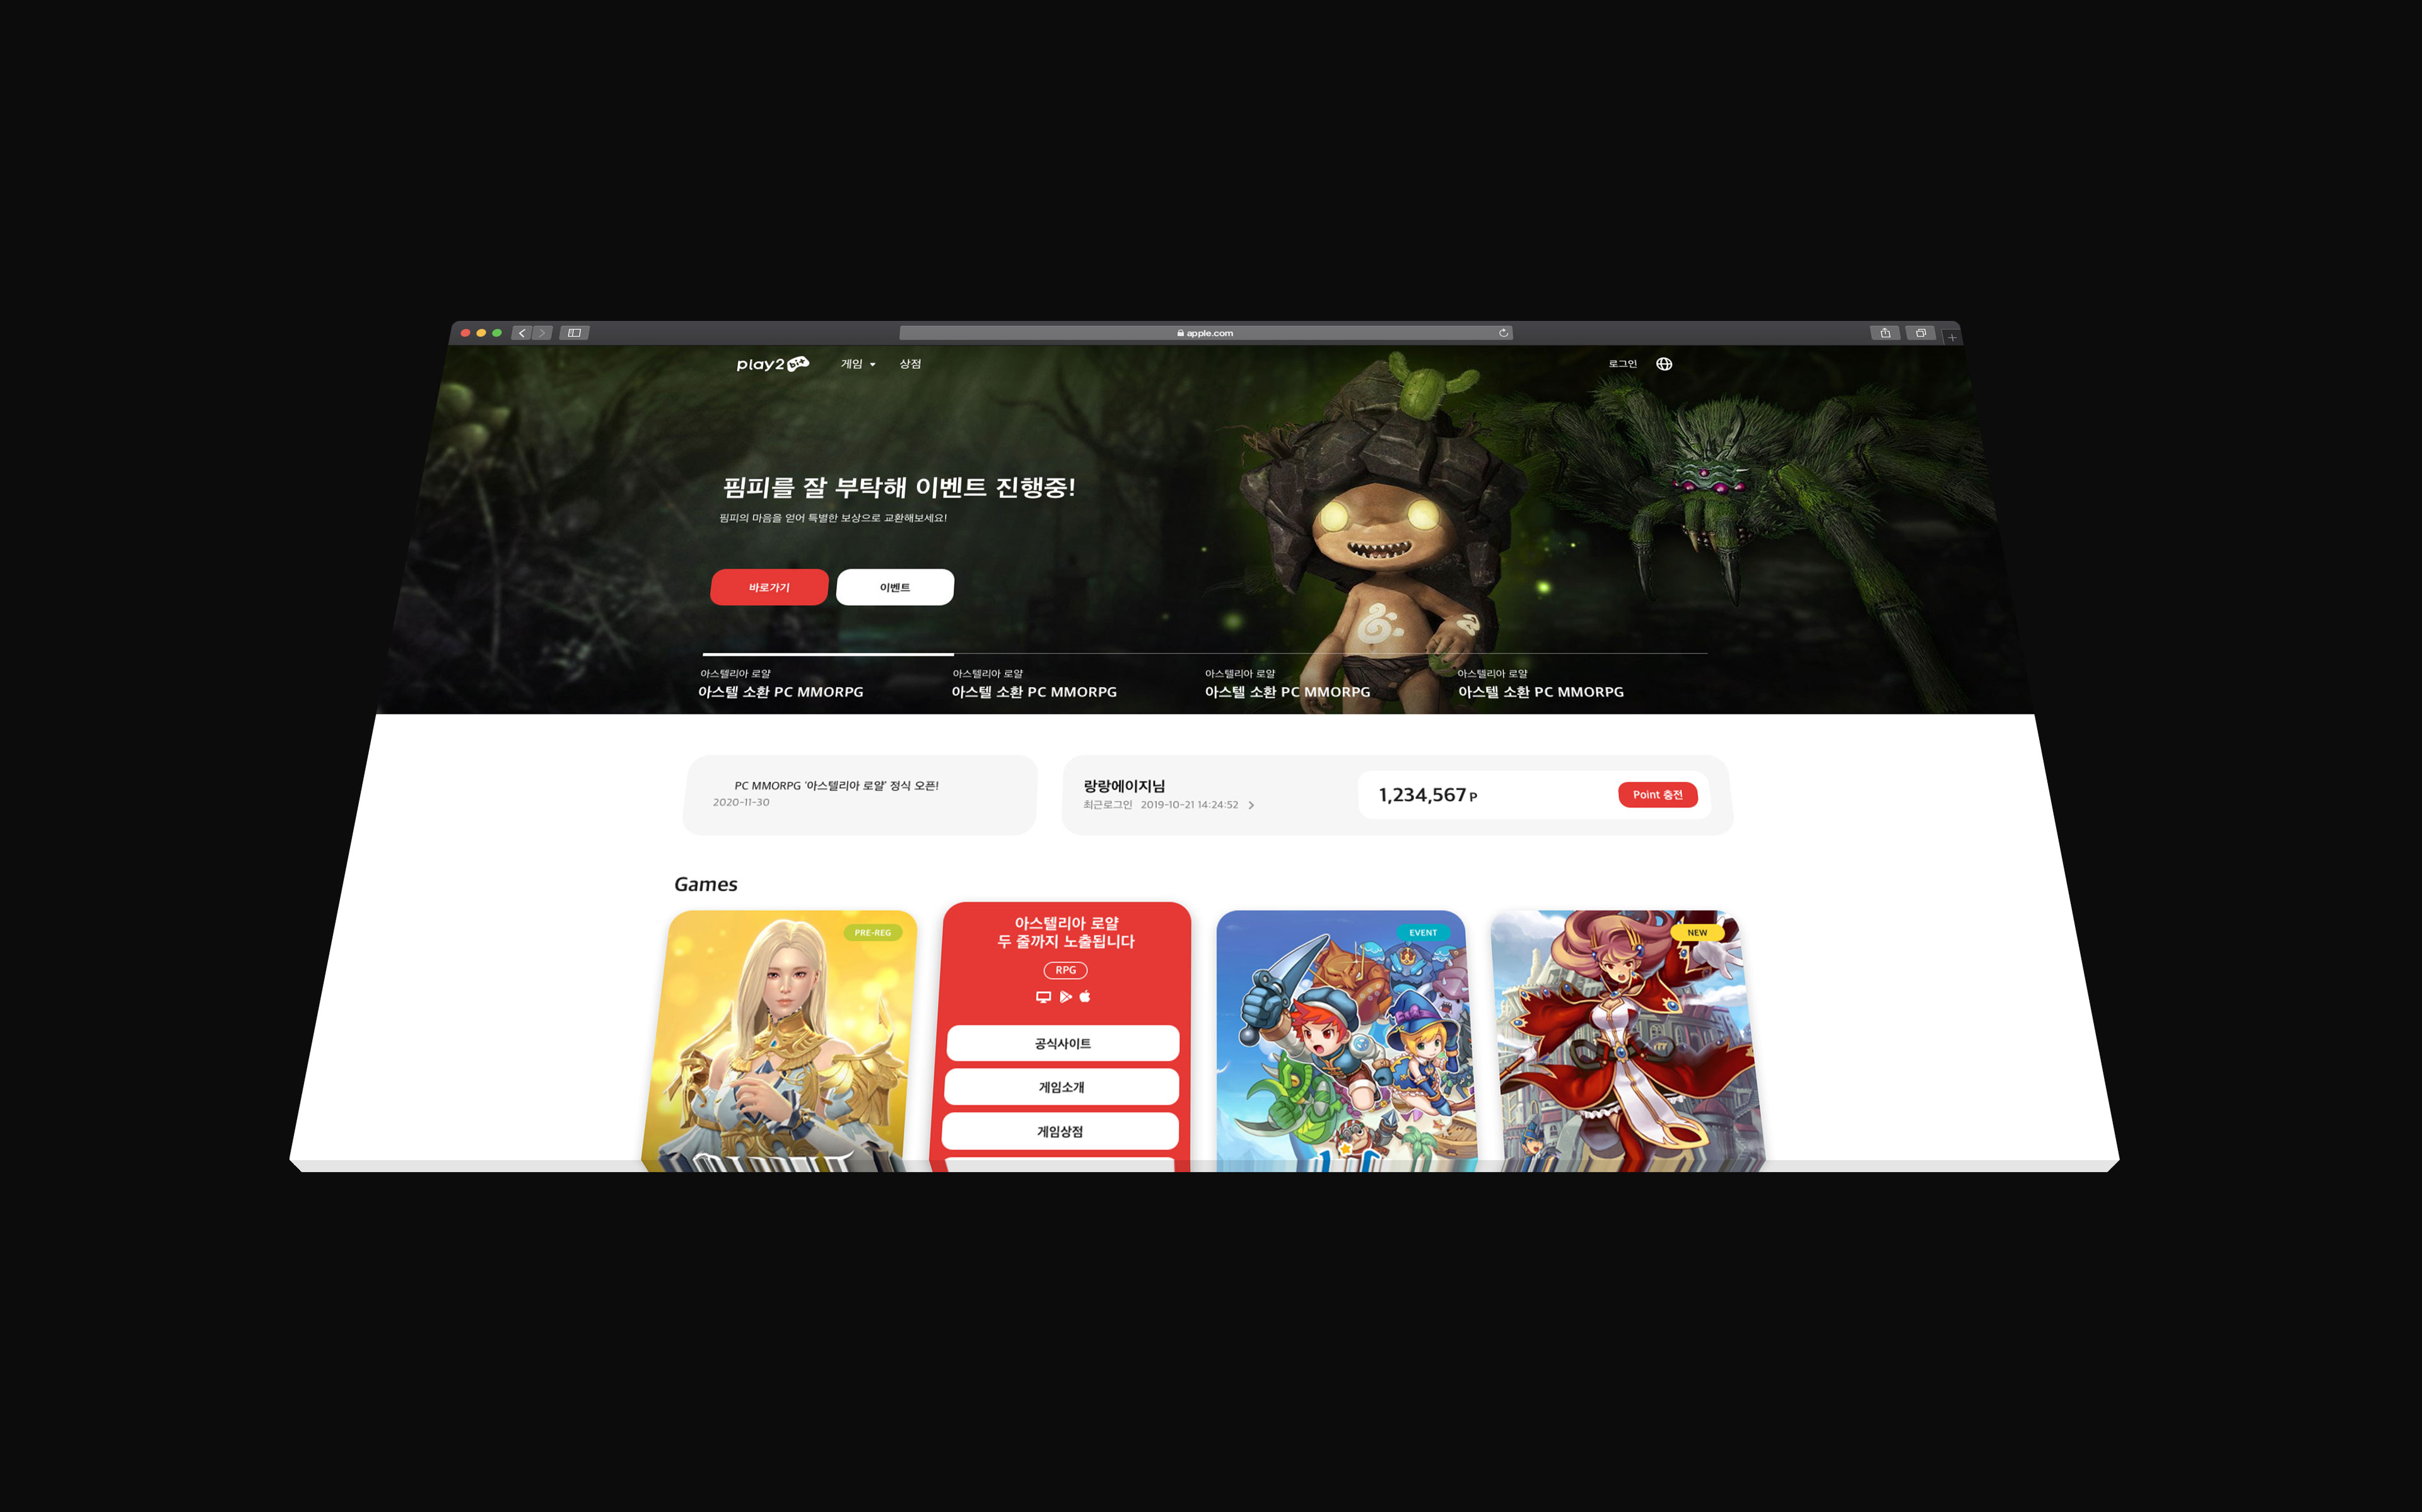 apple.com
play2bit
게임
상점
로그인
핌피를 잘 부탁해 이벤트 진행중!
핌피의 마음을 얻어 특별한 보상으로 교환해보세요!
바로가기
이벤트
아스텔리아 로얄
아스텔 소환 PC MMORPG
아스텔리아 로얄
아스텔 소환 PC MMORPG
아스텔리아 로얄
아스텔 소환 PC MMORPG
아스텔리아 로얄
아스텔 소환 PC MMORPG
PC MMORPG '아스텔리아 로얄' 정식 오픈!
2020-11-30
랑랑에이지님
최근로그인 2019-10-21 14:24:52
1,234,567 P
Point 충전
Games
PRE-REG
아스텔리아 로얄
두 줄까지 노출됩니다
RPG
공식사이트
게임소개
게임상점
EVENT
NEW